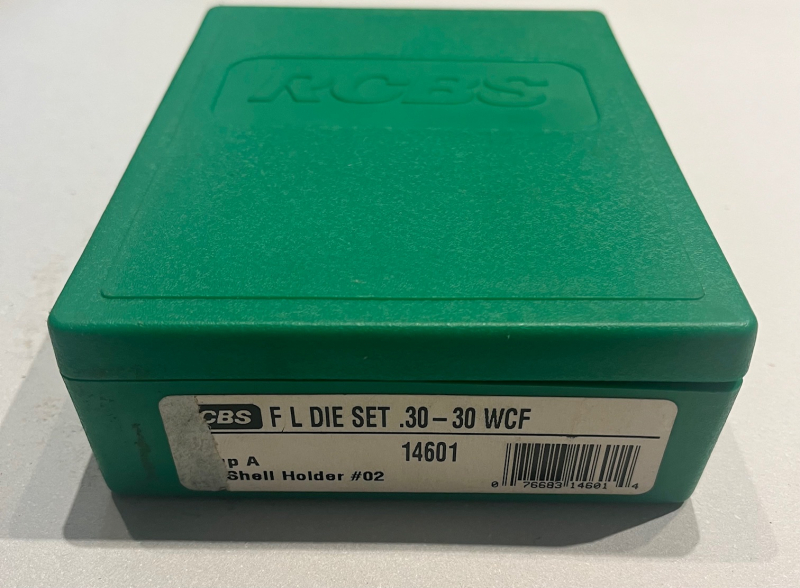 RCBS
CBS F L DIE SET .30–30 WCF
p A
14601
Shell Holder #02
0 76683 14601 4